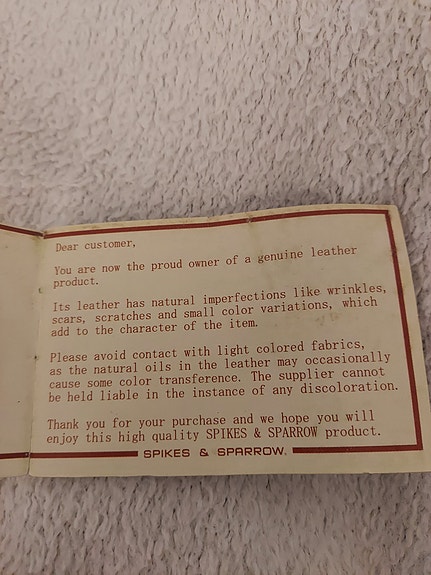 Dear customer,
You are now the proud owner of a genuine leather
product.
Its leather has natural imperfections like wrinkles,
scars, scratches and small color variations, which
add to the character of the item.
Please avoid contact with light colored fabrics,
as the natural oils in the leather may occasionally
cause some color transference. The supplier cannot
be held liable in the instance of any discoloration.
Thank you for your purchase and we hope you will
enjoy this high quality SPIKES & SPARROW product.
SPIKES & SPARROW.